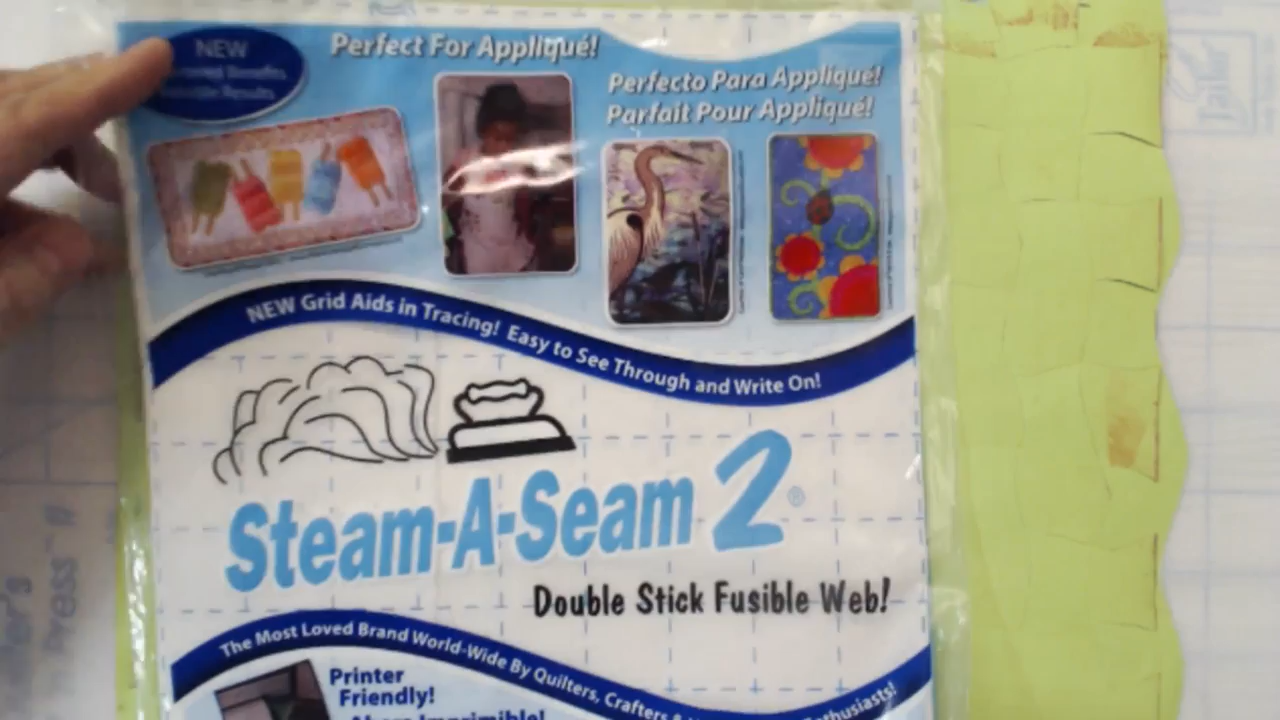 NEW
Perfect For Appliqué!
Perfecto Para Appliqué!
Parfait Pour Appliqué!
NEW Grid Aids in Tracing! Easy to See Through and Write On!
Steam-A-Seam 2®
Double Stick Fusible Web!
The Most Loved Brand World-Wide By Quilters, Crafters & Enthusiasts!
Printer
Friendly!
Press